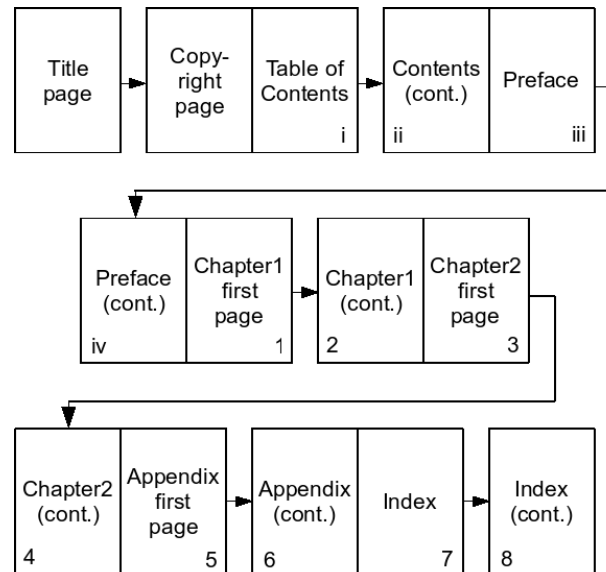 Title
page
Copy-
right
page
Table of
Contents
i
Contents
(cont.)
ii
Preface
iii
Preface
(cont.)
iv
Chapter1
first
page
1
Chapter1
(cont.)
2
Chapter2
first
page
3
Chapter2
(cont.)
4
Appendix
first
page
5
Appendix
(cont.)
6
Index
7
Index
(cont.)
8